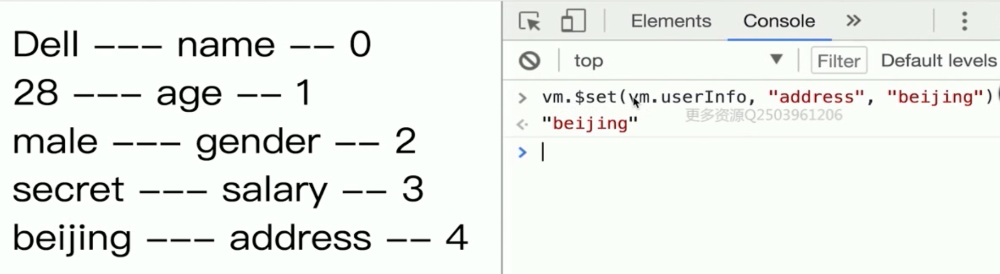 Dell --- name -- 0
28 --- age -- 1
male --- gender -- 2
secret --- salary -- 3
beijing --- address -- 4
Elements Console »
top ▼ Filter Default levels
> vm.$set(vm.userInfo, "address", "beijing")
更多资源Q2503961206
<· "beijing"
>